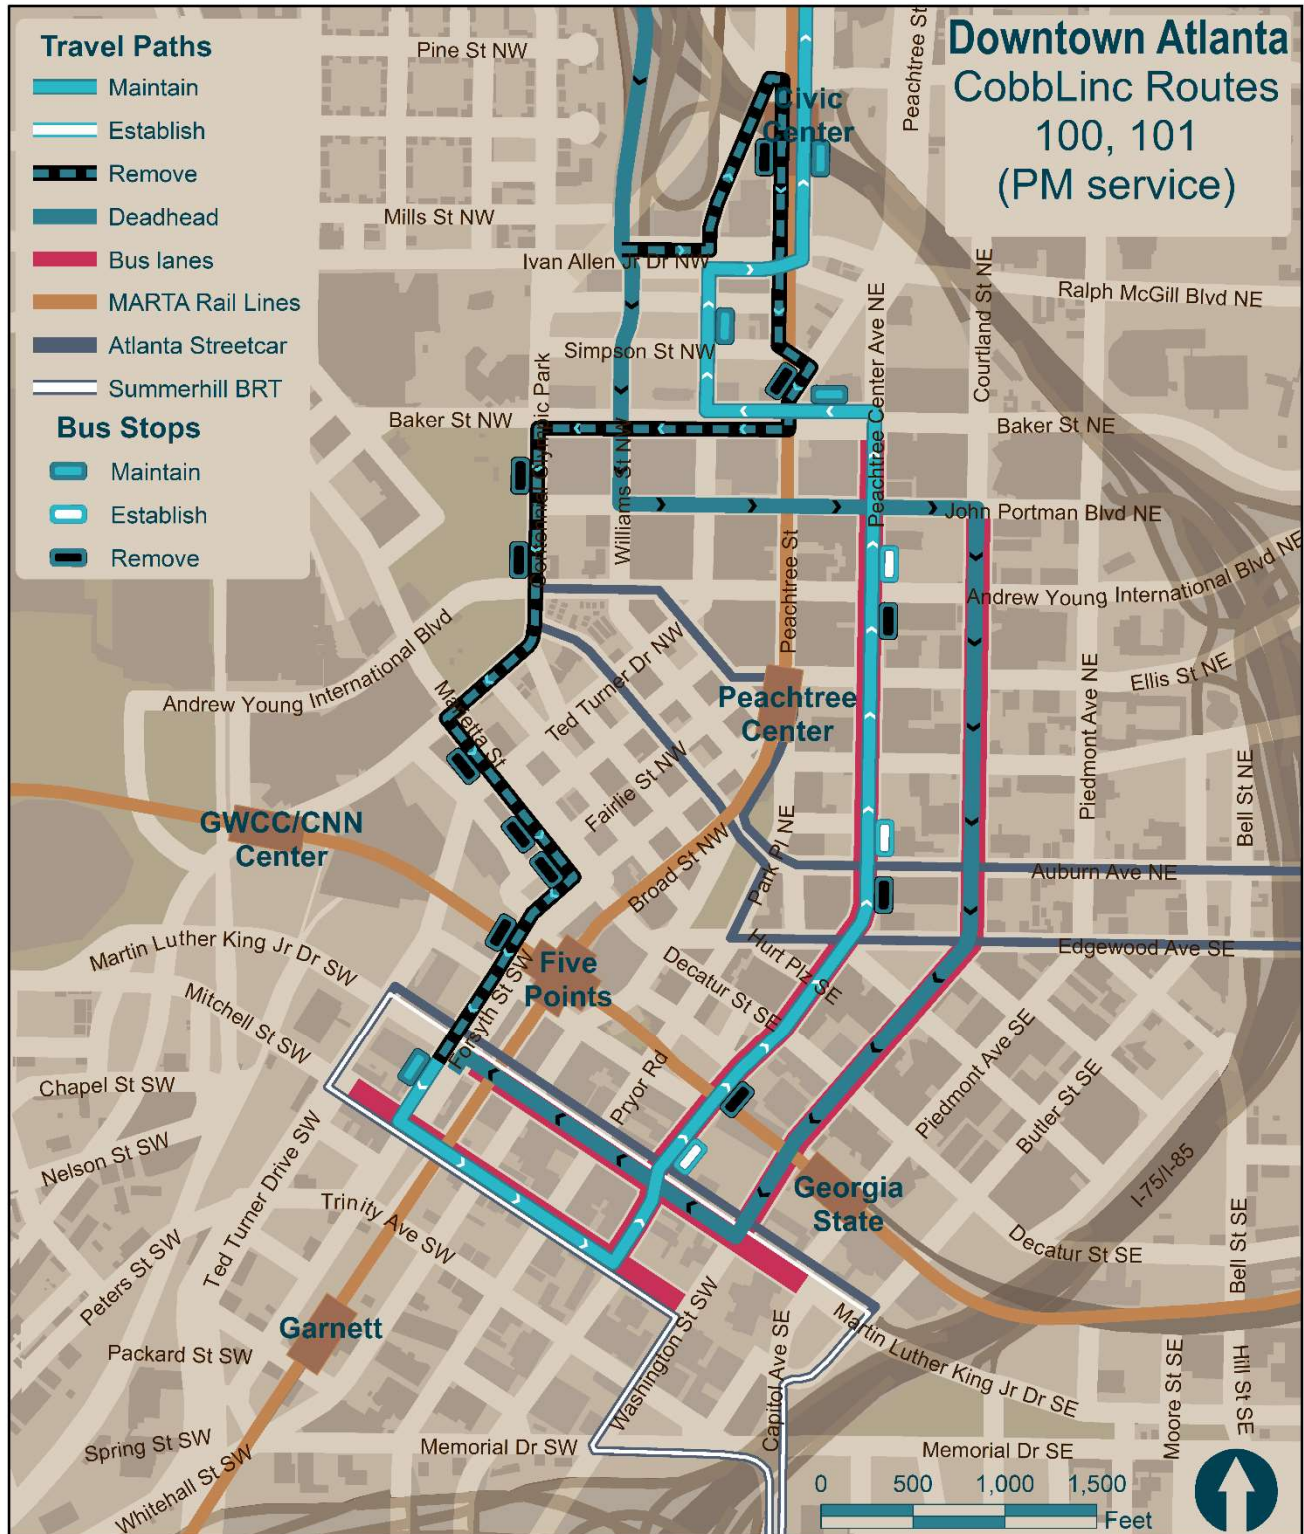 Travel Paths
Maintain
Establish
Remove
Deadhead
Bus lanes
MARTA Rail Lines
Atlanta Streetcar
Summerhill BRT
Bus Stops
Maintain
Establish
Remove
Downtown Atlanta
CobbLinc Routes
100, 101
(PM service)
Pine St NW
Peachtree St
Civic
Center
Mills St NW
Ivan Allen Jr Dr NW
Ralph McGill Blvd NE
Courtland St NE
Peachtree Center Ave NE
Simpson St NW
Baker St NW
Baker St NE
Centennial Olympic Park
Williams St NW
John Portman Blvd NE
Peachtree St
Andrew Young International Blvd NE
Andrew Young International Blvd
Marietta St
Ted Turner Dr NW
Peachtree
Center
Ellis St NE
Piedmont Ave NE
Bell St NE
Fairlie St NW
GWCC/CNN
Center
Broad St NW
Park Pl NE
Auburn Ave NE
Edgewood Ave SE
Martin Luther King Jr Dr SW
Mitchell St SW
Five
Points
Forsyth St SW
Decatur St SE
Hurt Plz SE
Chapel St SW
Nelson St SW
Pryor Rd
Piedmont Ave SE
Butler St SE
I-75/I-85
Georgia
State
Ted Turner Drive SW
Trinity Ave SW
Peters St SW
Decatur St SE
Bell St SE
Garnett
Packard St SW
Washington St SW
Capitol Ave SE
Martin Luther King Jr Dr SE
Moore St SE
Hill St SE
Spring St SW
Whitehall St SW
Memorial Dr SW
Memorial Dr SE
0 500 1,000 1,500
Feet